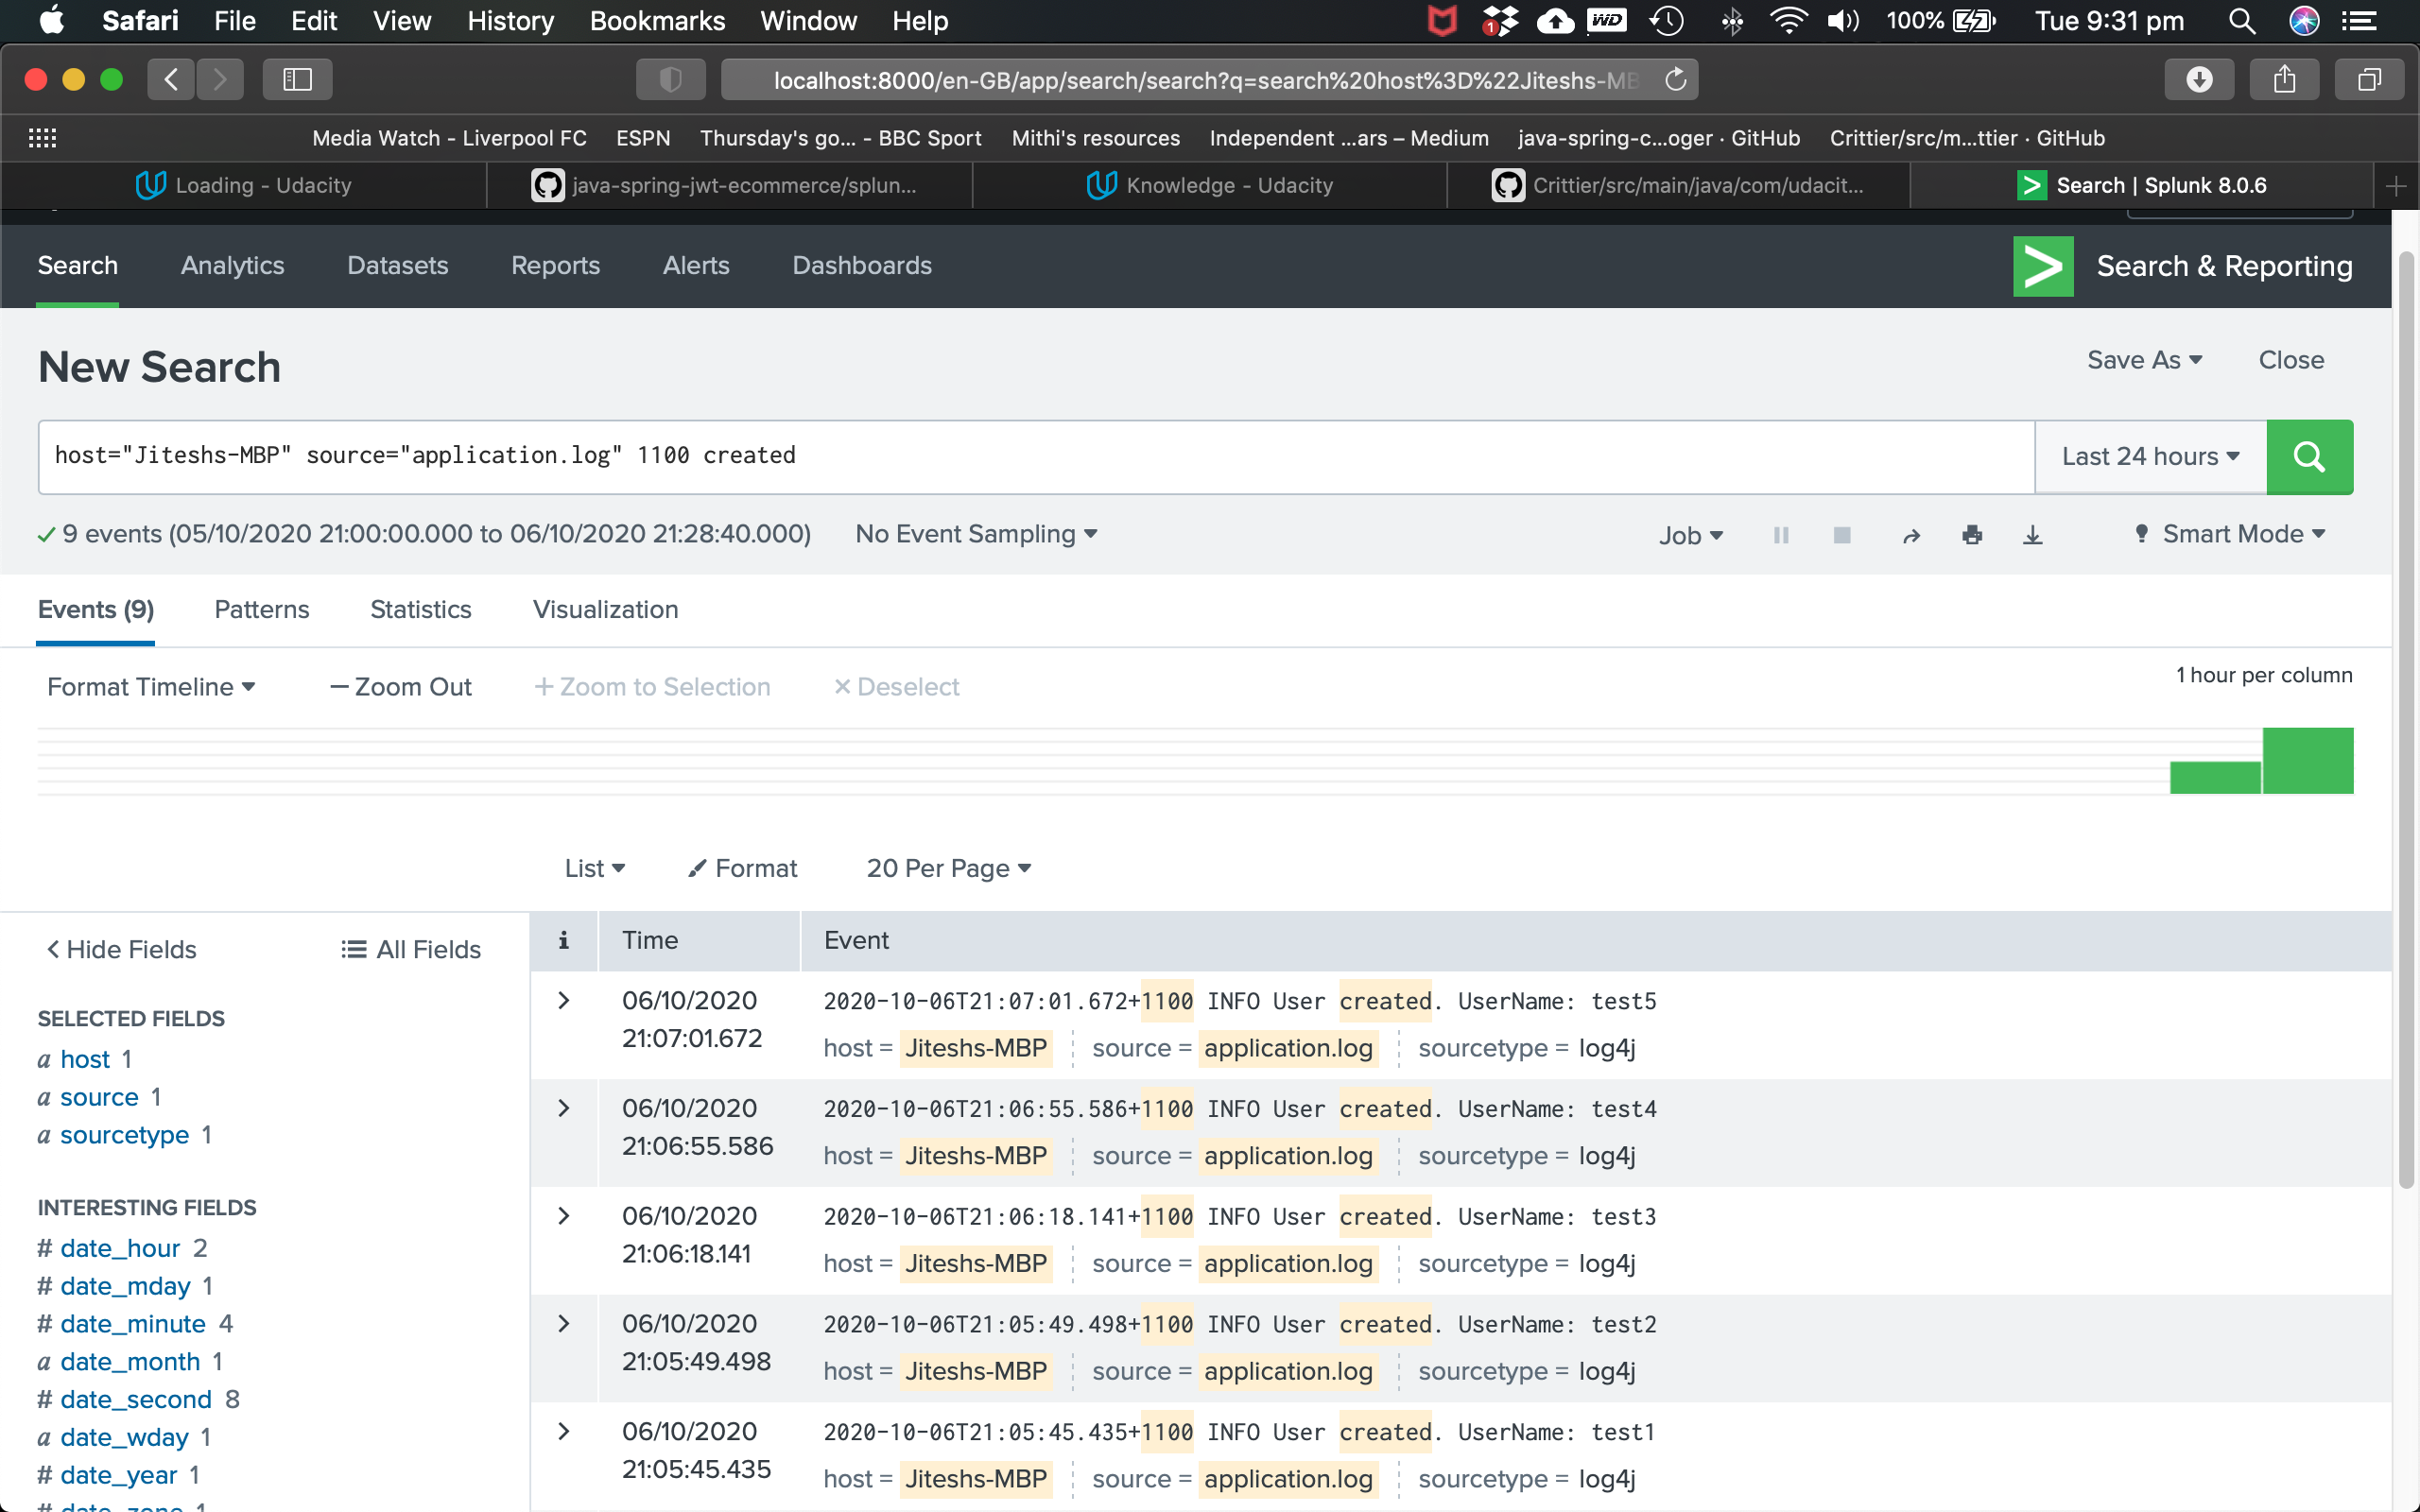 Safari File Edit View History Bookmarks Window Help 1 WD 100% Tue 9:31 pm
localhost:8000/en-GB/app/search/search?q=search%20host%3D%22Jiteshs-MB
Media Watch - Liverpool FC ESPN Thursday's go... - BBC Sport Mithi's resources Independent ...ars – Medium java-spring-c...oger · GitHub Crittier/src/m...ttier · GitHub
Loading - Udacity java-spring-jwt-ecommerce/splun... Knowledge - Udacity Crittier/src/main/java/com/udacit... Search | Splunk 8.0.6
Search Analytics Datasets Reports Alerts Dashboards > Search & Reporting
New Search Save As Close
host="Jiteshs-MBP" source="application.log" 1100 created Last 24 hours
9 events (05/10/2020 21:00:00.000 to 06/10/2020 21:28:40.000) No Event Sampling Job Smart Mode
Events (9) Patterns Statistics Visualization
Format Timeline — Zoom Out + Zoom to Selection × Deselect 1 hour per column
List Format 20 Per Page
< Hide Fields All Fields
SELECTED FIELDS
a host 1
a source 1
a sourcetype 1
INTERESTING FIELDS
# date_hour 2
# date_mday 1
# date_minute 4
a date_month 1
# date_second 8
a date_wday 1
# date_year 1
# date_zone 1
i Time Event
> 06/10/2020 2020-10-06T21:07:01.672+1100 INFO User created. UserName: test5
21:07:01.672 host = Jiteshs-MBP source = application.log sourcetype = log4j
> 06/10/2020 2020-10-06T21:06:55.586+1100 INFO User created. UserName: test4
21:06:55.586 host = Jiteshs-MBP source = application.log sourcetype = log4j
> 06/10/2020 2020-10-06T21:06:18.141+1100 INFO User created. UserName: test3
21:06:18.141 host = Jiteshs-MBP source = application.log sourcetype = log4j
> 06/10/2020 2020-10-06T21:05:49.498+1100 INFO User created. UserName: test2
21:05:49.498 host = Jiteshs-MBP source = application.log sourcetype = log4j
> 06/10/2020 2020-10-06T21:05:45.435+1100 INFO User created. UserName: test1
21:05:45.435 host = Jiteshs-MBP source = application.log sourcetype = log4j